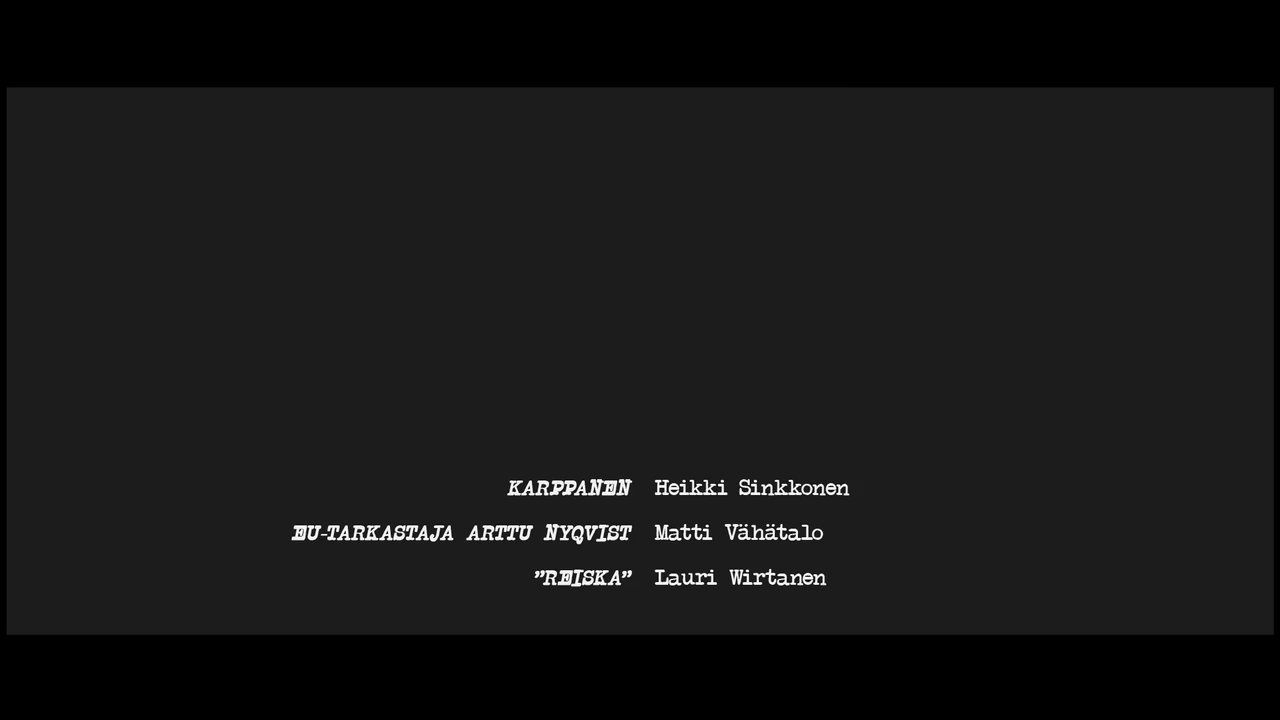 KARPPANEN Heikki Sinkkonen
EU-TARKASTAJA ARTTU NYQVIST Matti Vähätalo
”REISKA” Lauri Wirtanen